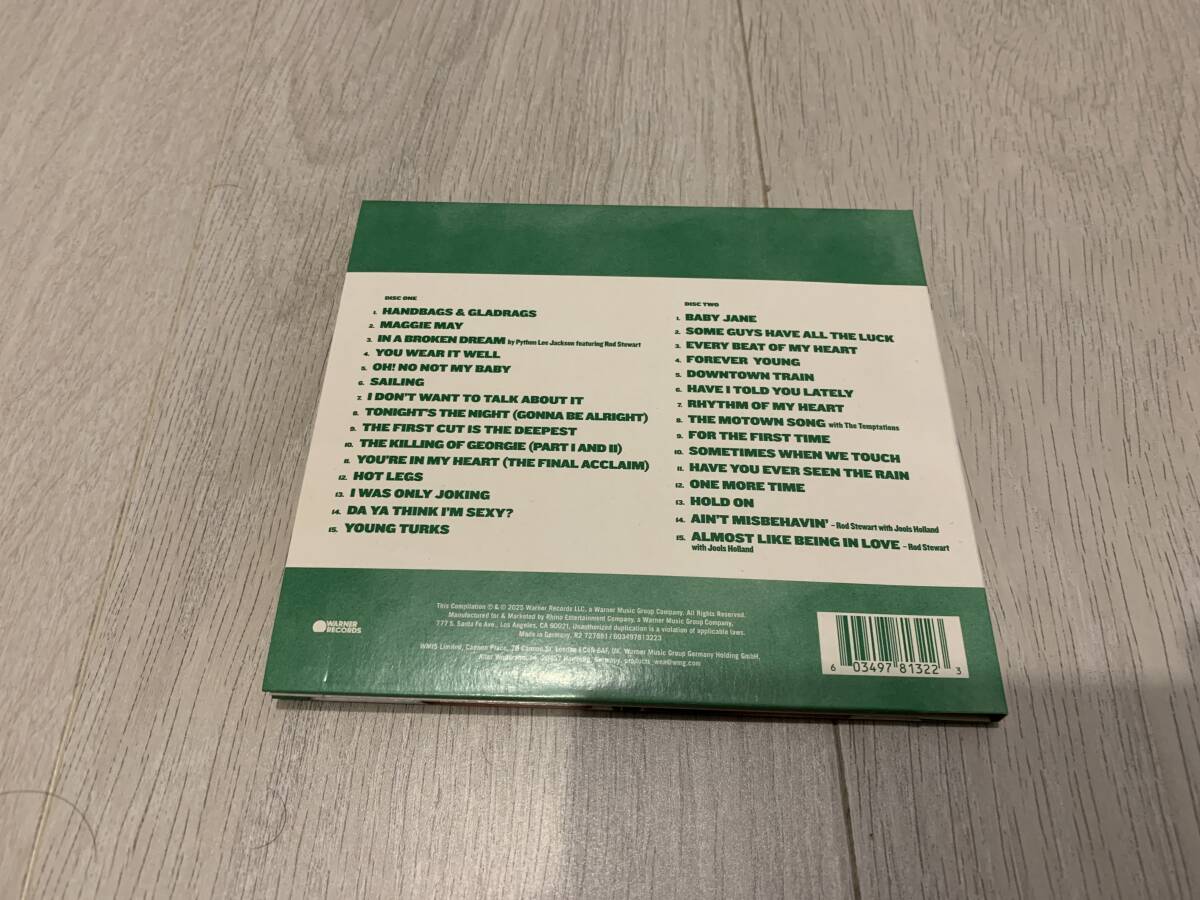 DISC ONE
1. HANDBAGS & GLADRAGS
2. MAGGIE MAY
3. IN A BROKEN DREAM by Python Lee Jackson featuring Rod Stewart
4. YOU WEAR IT WELL
5. OH! NO NOT MY BABY
6. SAILING
7. I DON'T WANT TO TALK ABOUT IT
8. TONIGHT'S THE NIGHT (GONNA BE ALRIGHT)
9. THE FIRST CUT IS THE DEEPEST
10. THE KILLING OF GEORGIE (PART I AND II)
11. YOU'RE IN MY HEART (THE FINAL ACCLAIM)
12. HOT LEGS
13. I WAS ONLY JOKING
14. DA YA THINK I'M SEXY?
15. YOUNG TURKS
DISC TWO
1. BABY JANE
2. SOME GUYS HAVE ALL THE LUCK
3. EVERY BEAT OF MY HEART
4. FOREVER YOUNG
5. DOWNTOWN TRAIN
6. HAVE I TOLD YOU LATELY
7. RHYTHM OF MY HEART
8. THE MOTOWN SONG with The Temptations
9. FOR THE FIRST TIME
10. SOMETIMES WHEN WE TOUCH
11. HAVE YOU EVER SEEN THE RAIN
12. ONE MORE TIME
13. HOLD ON
14. AIN'T MISBEHAVIN' – Rod Stewart with Jools Holland
15. ALMOST LIKE BEING IN LOVE – Rod Stewart
with Jools Holland
WARNER
RECORDS
This Compilation ℗ & © 2025 Warner Records LLC, a Warner Music Group Company. All Rights Reserved.
Manufactured for & Marketed by Rhino Entertainment Company, a Warner Music Group Company,
777 S. Santa Fe Ave., Los Angeles, CA 90021. Unauthorized duplication is a violation of applicable laws.
Made in Germany. R2 727881 / 603497813223
WMIS Limited, Cannon Place, 78 Cannon St, London EC4N 6AF, UK. Warner Music Group Germany Holding GmbH,
Alter Wandrahm 14, 20457 Hamburg, Germany, products_wea@wmg.com
6 03497 81322 3